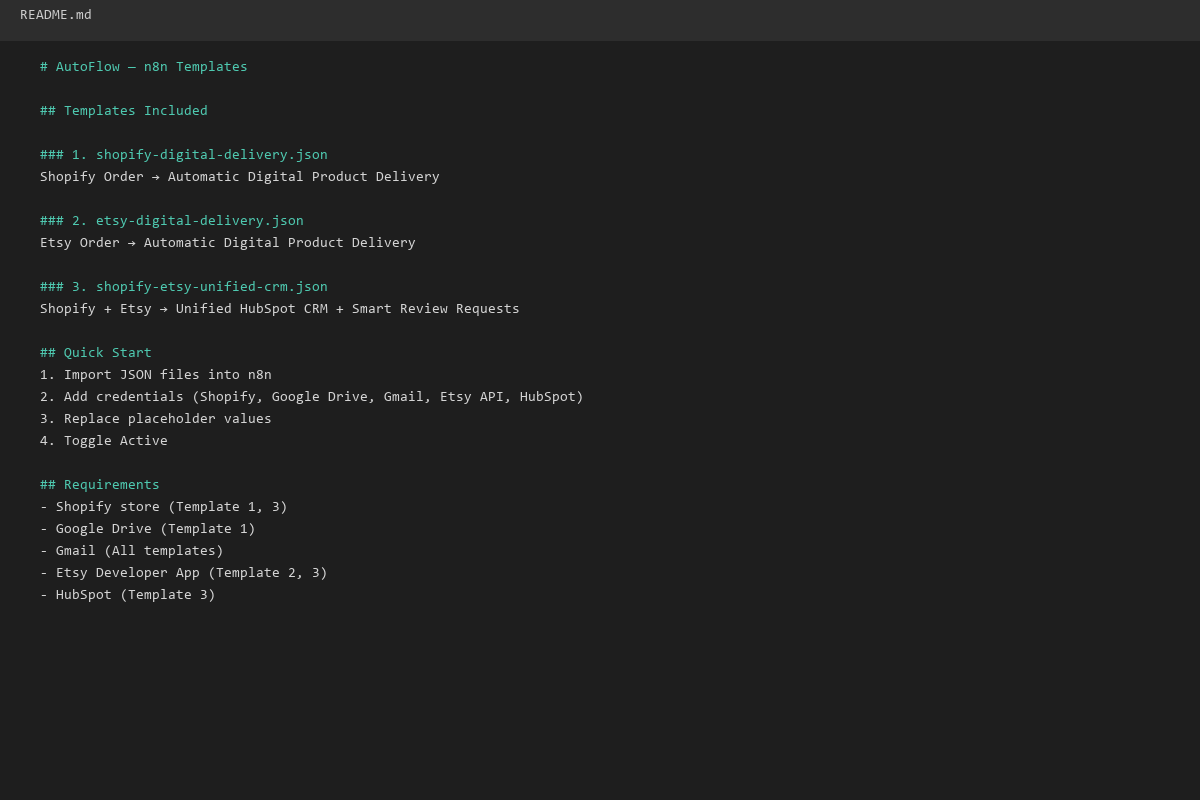 README.md
# AutoFlow — n8n Templates
## Templates Included
### 1. shopify-digital-delivery.json
Shopify Order → Automatic Digital Product Delivery
### 2. etsy-digital-delivery.json
Etsy Order → Automatic Digital Product Delivery
### 3. shopify-etsy-unified-crm.json
Shopify + Etsy → Unified HubSpot CRM + Smart Review Requests
## Quick Start
1. Import JSON files into n8n
2. Add credentials (Shopify, Google Drive, Gmail, Etsy API, HubSpot)
3. Replace placeholder values
4. Toggle Active
## Requirements
- Shopify store (Template 1, 3)
- Google Drive (Template 1)
- Gmail (All templates)
- Etsy Developer App (Template 2, 3)
- HubSpot (Template 3)